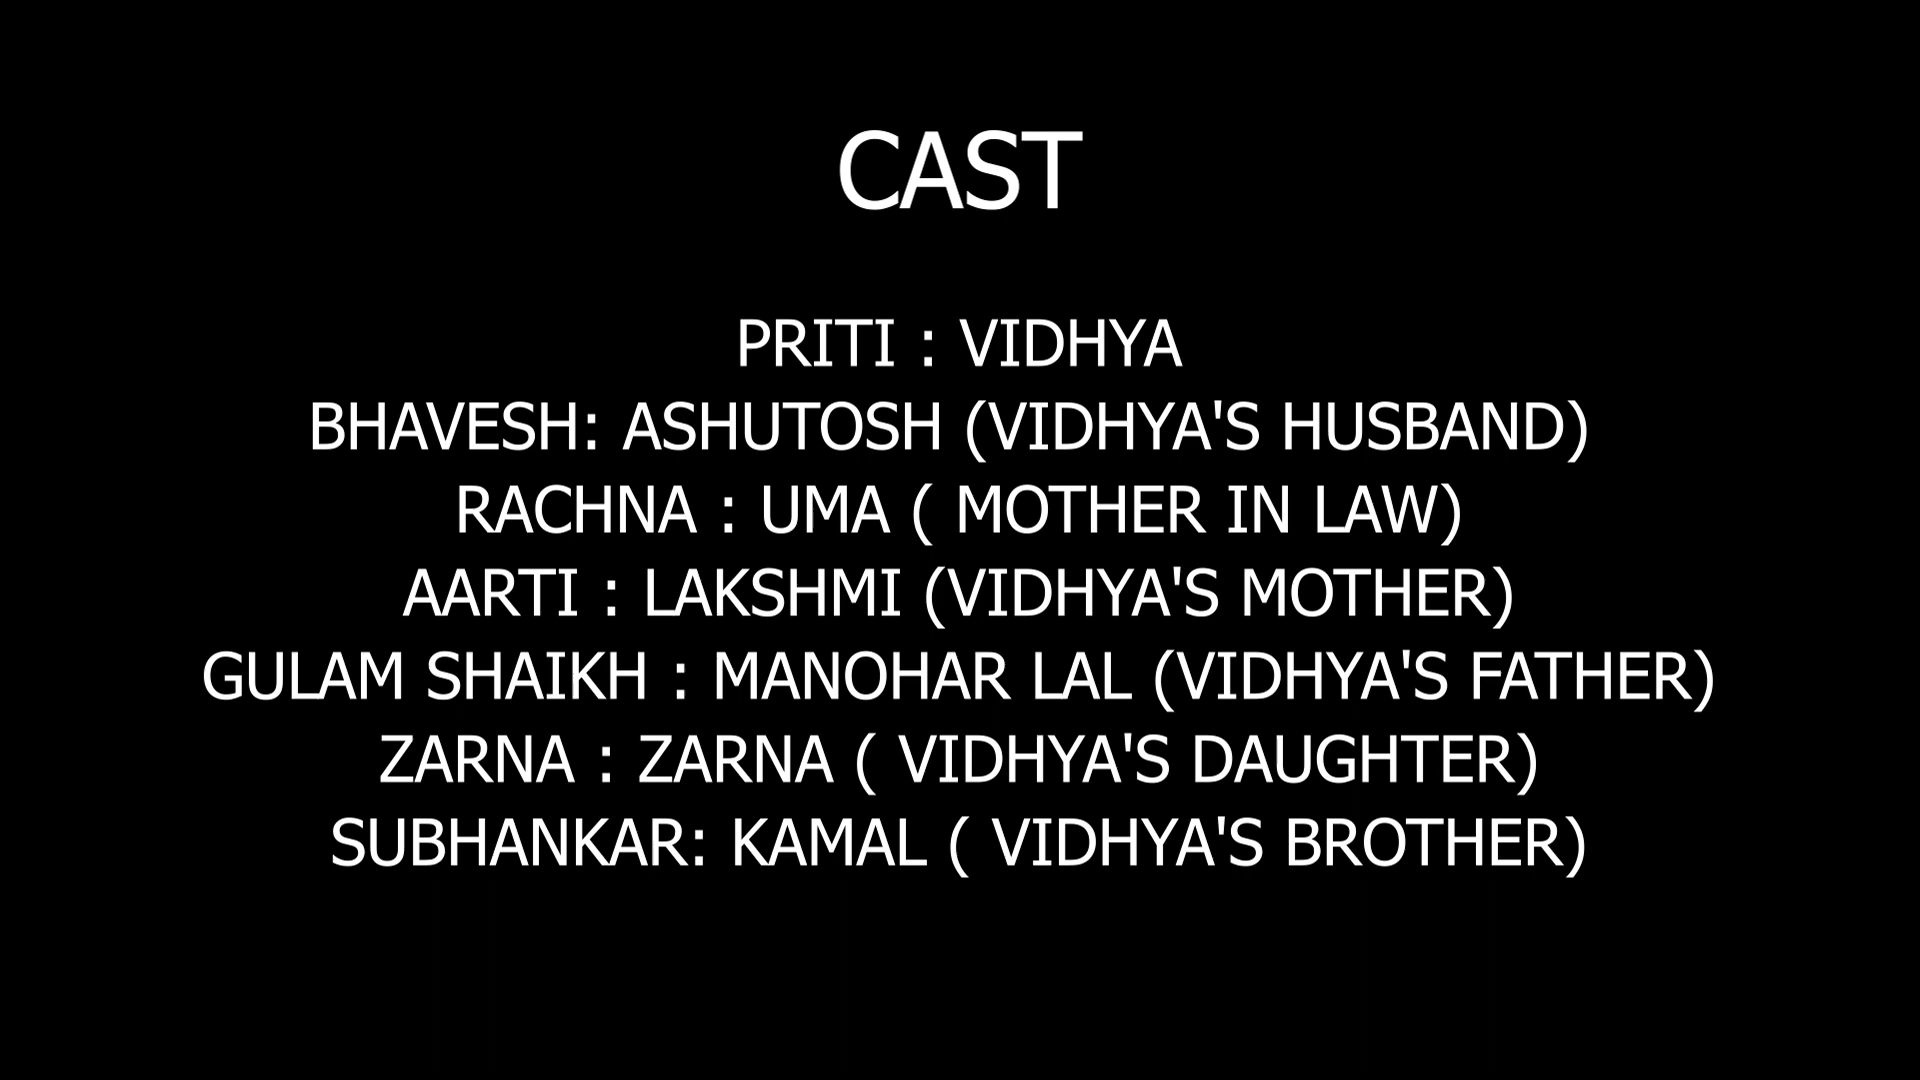 CAST
PRITI : VIDHYA
BHAVESH: ASHUTOSH (VIDHYA'S HUSBAND)
RACHNA : UMA ( MOTHER IN LAW)
AARTI : LAKSHMI (VIDHYA'S MOTHER)
GULAM SHAIKH : MANOHAR LAL (VIDHYA'S FATHER)
ZARNA : ZARNA ( VIDHYA'S DAUGHTER)
SUBHANKAR: KAMAL ( VIDHYA'S BROTHER)